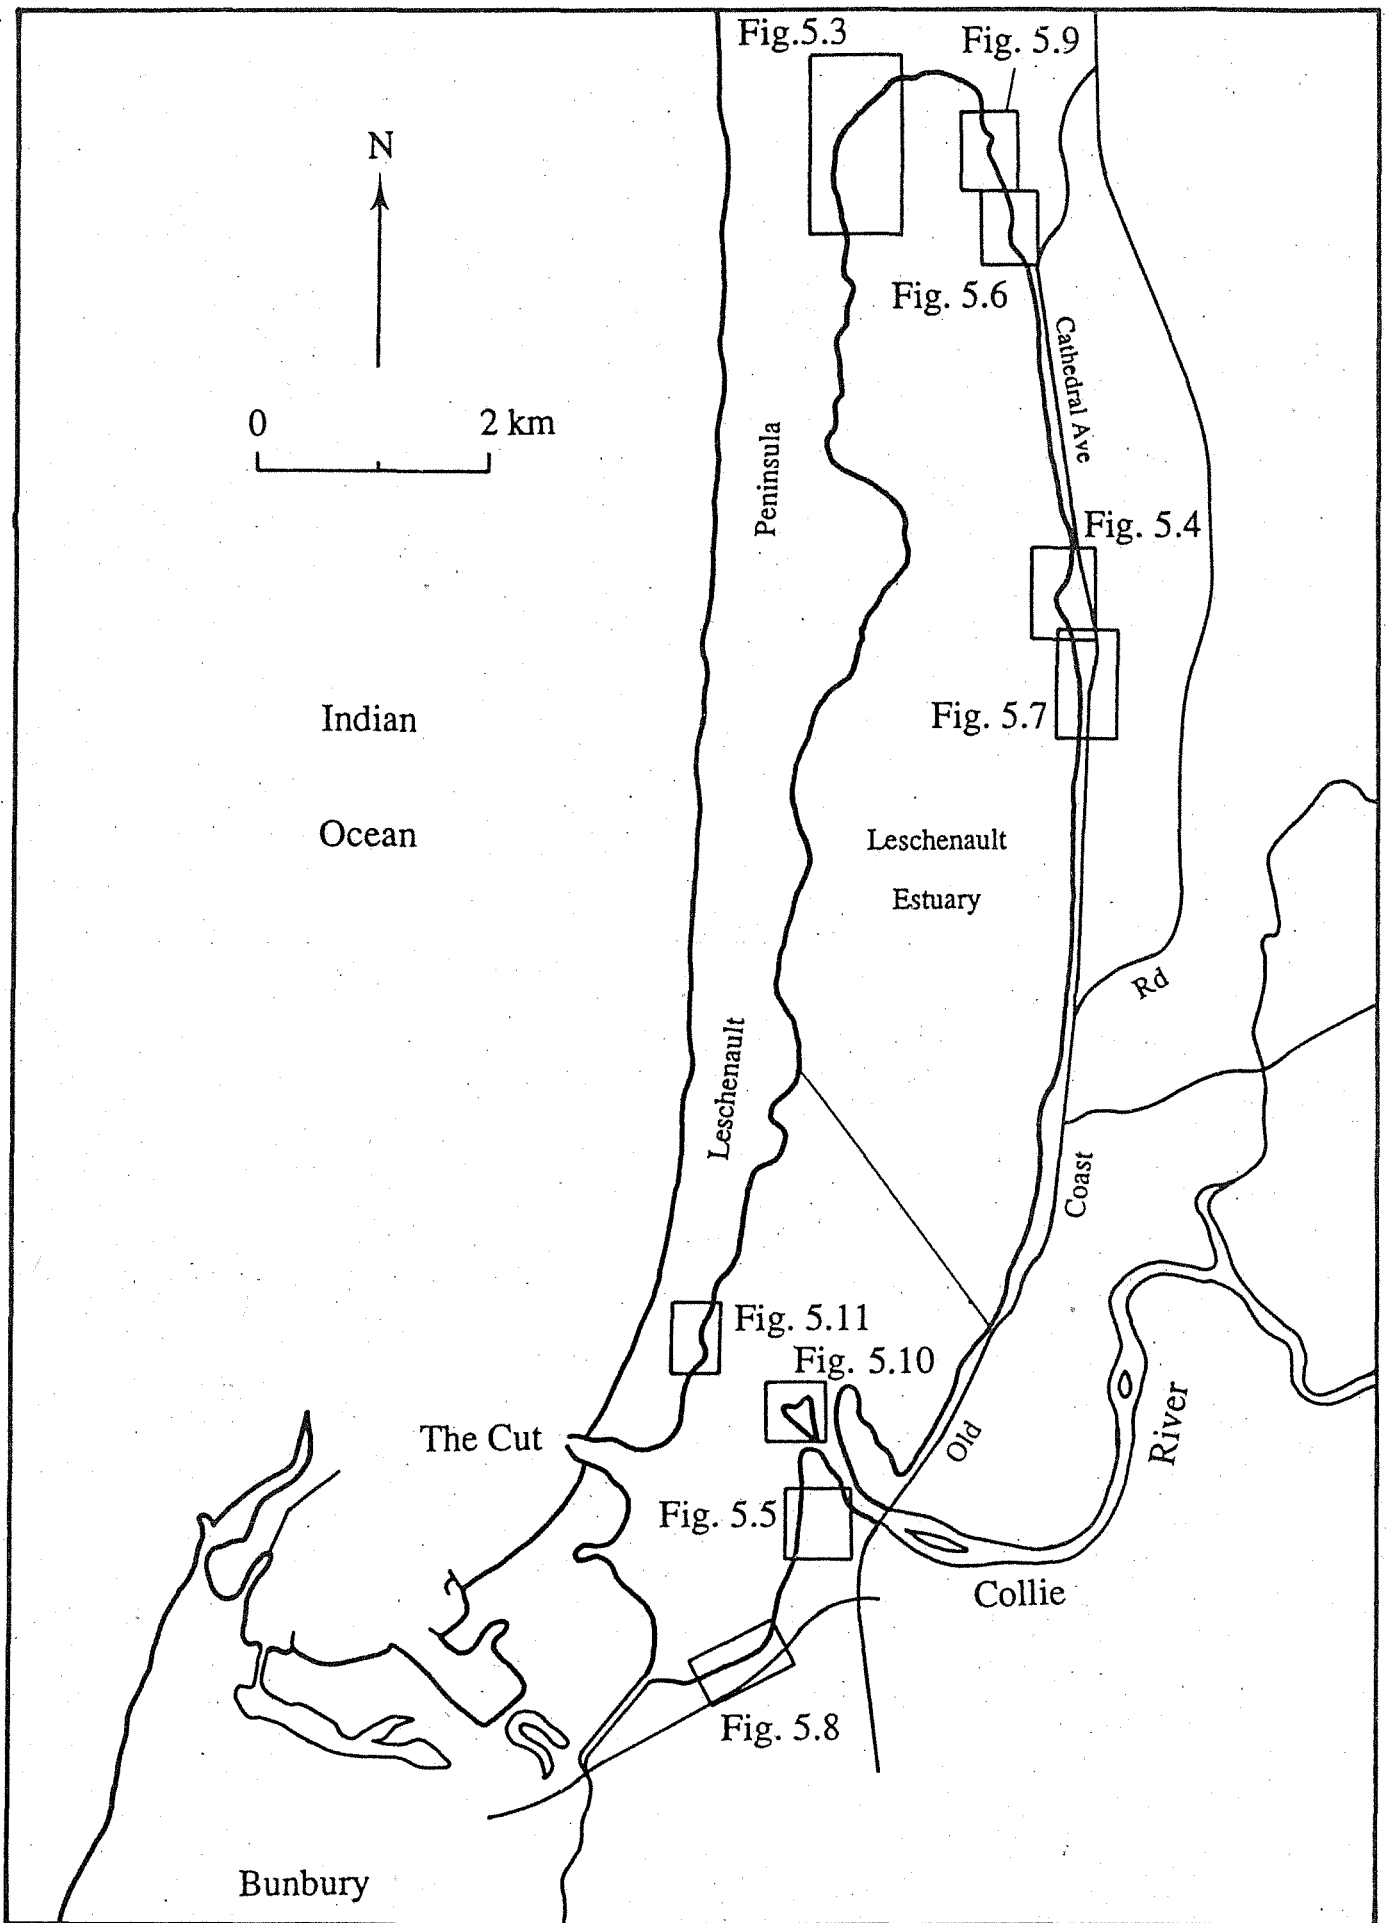 Fig.5.3
Fig. 5.9
N
Fig. 5.6
Cathedral Ave
0
2 km
Peninsula
Fig. 5.4
Indian
Fig. 5.7
Ocean
Leschenault
Estuary
Rd
Leschenault
Coast
Fig. 5.11
Fig. 5.10
The Cut
Old
River
Fig. 5.5
Collie
Fig. 5.8
Bunbury